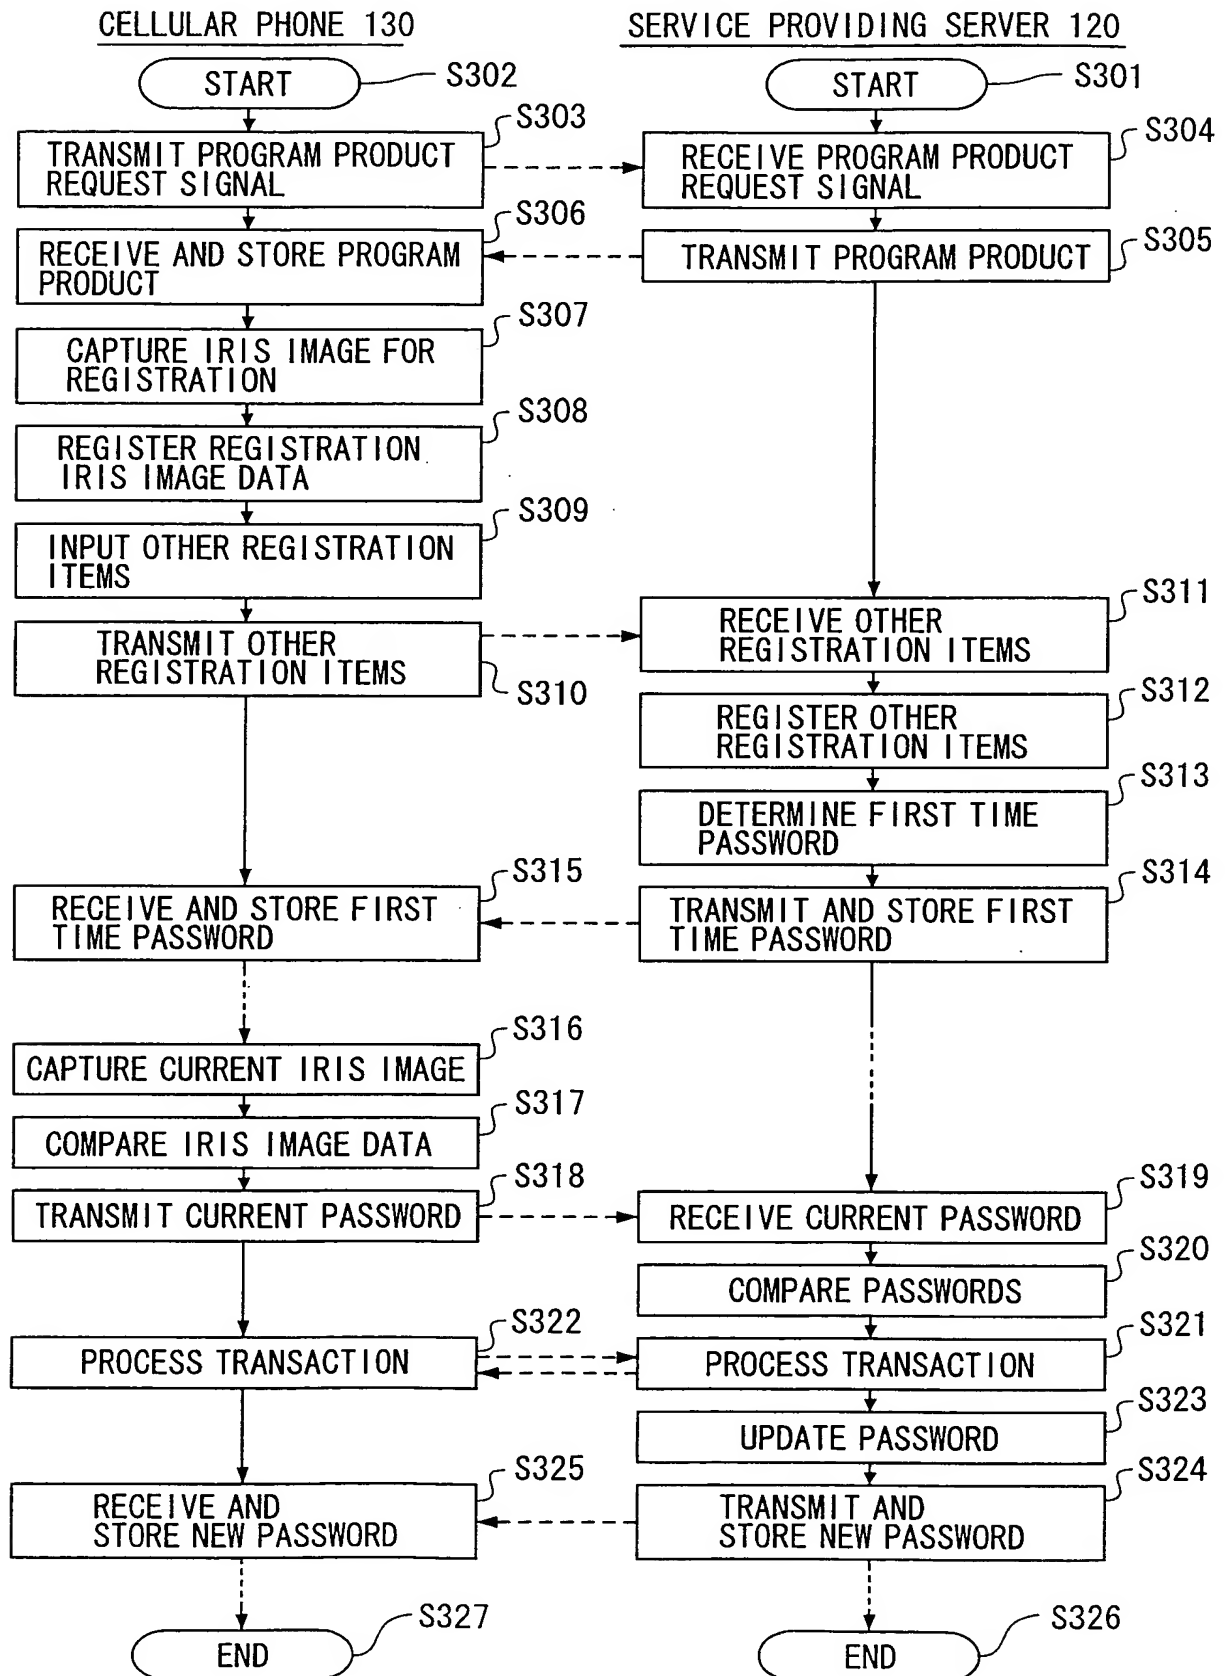 CELLULAR PHONE 130
SERVICE PROVIDING SERVER 120
START
S302
START
S301
S303
TRANSMIT PROGRAM PRODUCT
REQUEST SIGNAL
S304
RECEIVE PROGRAM PRODUCT
REQUEST SIGNAL
S306
RECEIVE AND STORE PROGRAM
PRODUCT
S305
TRANSMIT PROGRAM PRODUCT
S307
CAPTURE IRIS IMAGE FOR
REGISTRATION
S308
REGISTER REGISTRATION
IRIS IMAGE DATA
S309
INPUT OTHER REGISTRATION
ITEMS
TRANSMIT OTHER
REGISTRATION ITEMS
S310
S311
RECEIVE OTHER
REGISTRATION ITEMS
S312
REGISTER OTHER
REGISTRATION ITEMS
S313
DETERMINE FIRST TIME
PASSWORD
S315
RECEIVE AND STORE FIRST
TIME PASSWORD
S314
TRANSMIT AND STORE FIRST
TIME PASSWORD
S316
CAPTURE CURRENT IRIS IMAGE
S317
COMPARE IRIS IMAGE DATA
S318
TRANSMIT CURRENT PASSWORD
S319
RECEIVE CURRENT PASSWORD
S320
COMPARE PASSWORDS
S322
PROCESS TRANSACTION
S321
PROCESS TRANSACTION
S323
UPDATE PASSWORD
S325
RECEIVE AND
STORE NEW PASSWORD
S324
TRANSMIT AND
STORE NEW PASSWORD
S327
END
S326
END